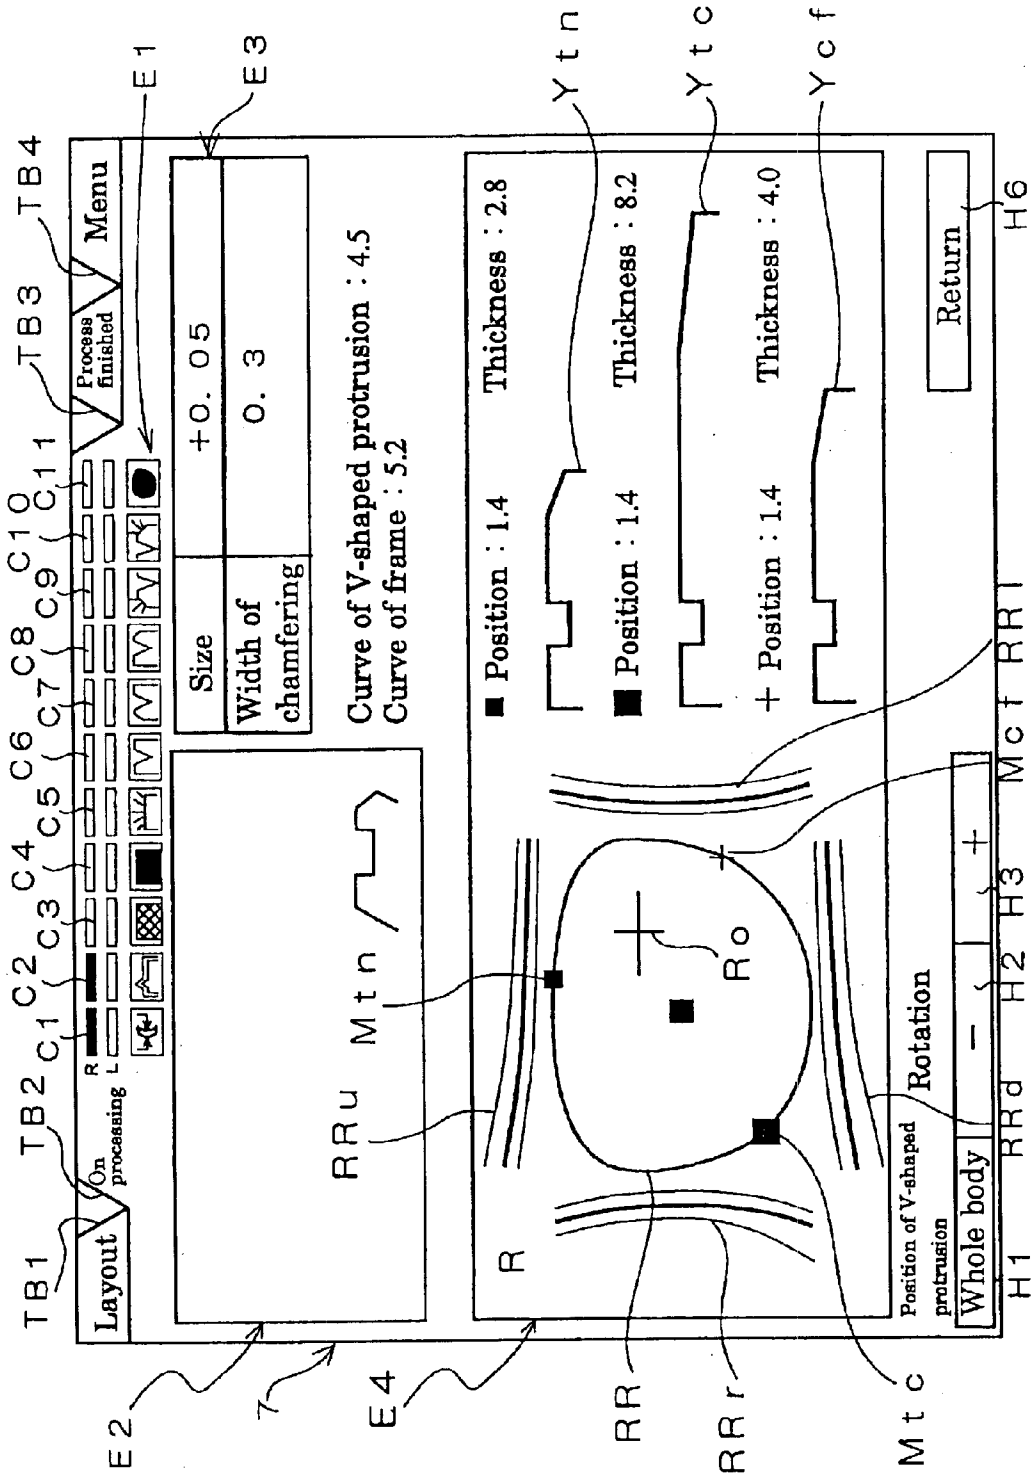 TB1
TB2
C1
C2
C3
C4
C5
C6
C7
C8
C9
C10
C11
TB3
TB4
E1
Layout
On
processing
R
L
Process
finished
Menu
E2
E3
Size
+0.05
Width of
chamfering
0.3
Curve of V-shaped protrusion : 4.5
Curve of frame : 5.2
7
E4
RRu
Mtn
R
Ro
■ Position : 1.4
Thickness : 2.8
■ Position : 1.4
Thickness : 8.2
+ Position : 1.4
Thickness : 4.0
Ytn
Ytc
Ycf
RR
RRr
Mtc
Position of V-shaped
protrusion
Rotation
Whole body
−
+
Return
H1
RRd
H2
H3
Mcf
RRl
H6